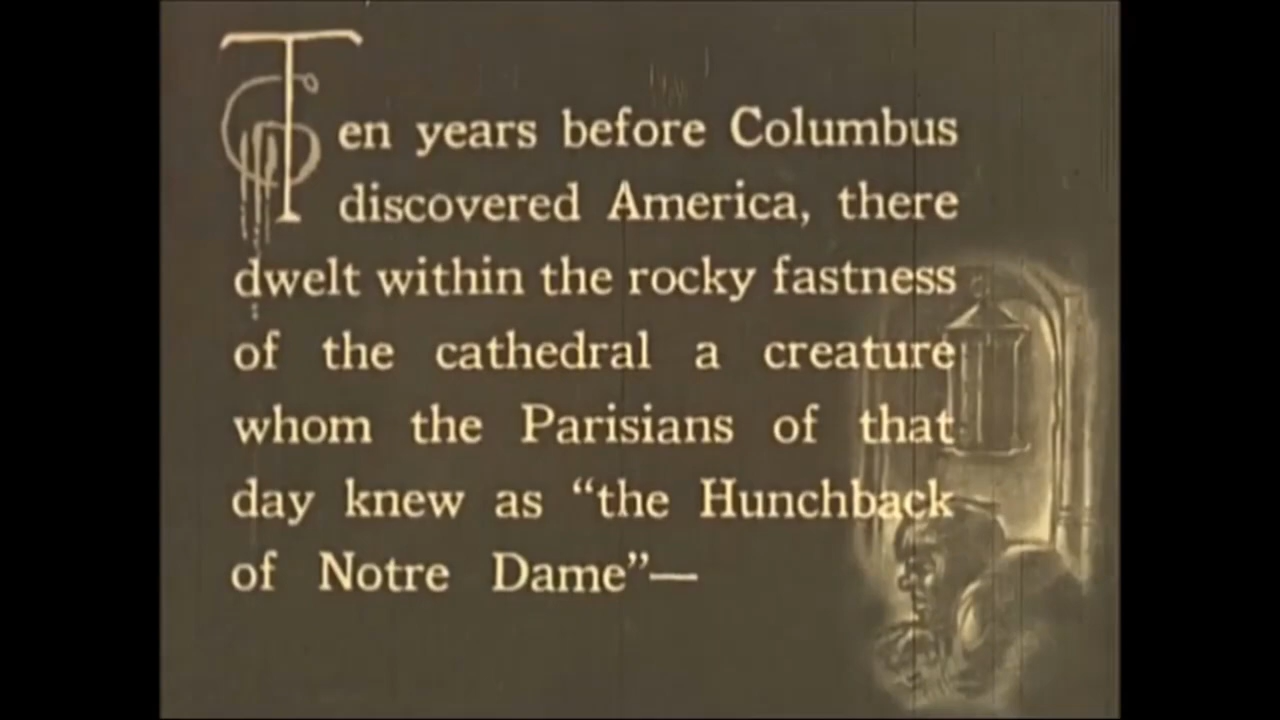 Ten years before Columbus
discovered America, there
dwelt within the rocky fastness
of the cathedral a creature
whom the Parisians of that
day knew as “the Hunchback
of Notre Dame”—